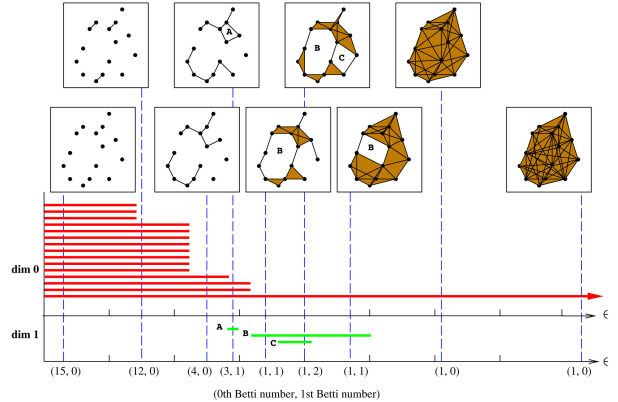 A
B
C
B
B
dim 0
A
B
dim 1
C
ϵ
ϵ
(15, 0) (12, 0) (4, 0) (3, 1) (1, 1) (1, 2) (1, 1) (1, 0) (1, 0)
(0th Betti number, 1st Betti number)